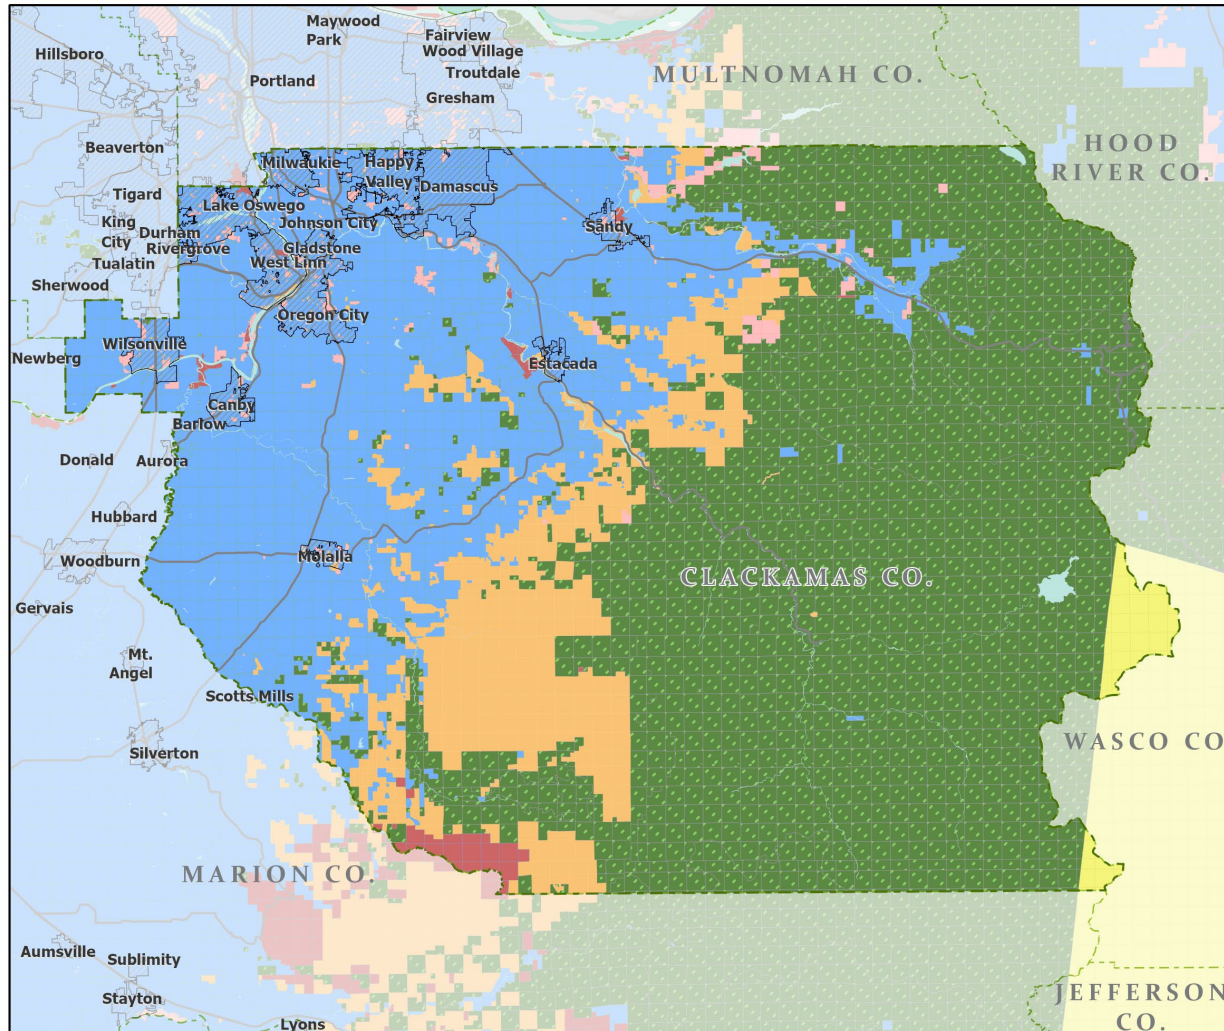 Maywood
Park
Fairview
Wood Village
Hillsboro
Troutdale
Portland
MULTNOMAH CO.
Gresham
Beaverton
HOOD
RIVER CO.
Milwaukie
Happy
Valley
Damascus
Tigard
Lake Oswego
King
City
Durham
Johnson City
Sandy
Rivergrove
Gladstone
Tualatin
West Linn
Sherwood
Oregon City
Wilsonville
Newberg
Estacada
Canby
Barlow
Donald
Aurora
Hubbard
Woodburn
Molalla
CLACKAMAS CO.
Gervais
Mt.
Angel
Scotts Mills
Silverton
WASCO CO
MARION CO.
Aumsville
Sublimity
Stayton
JEFFERSON
CO.
Lyons